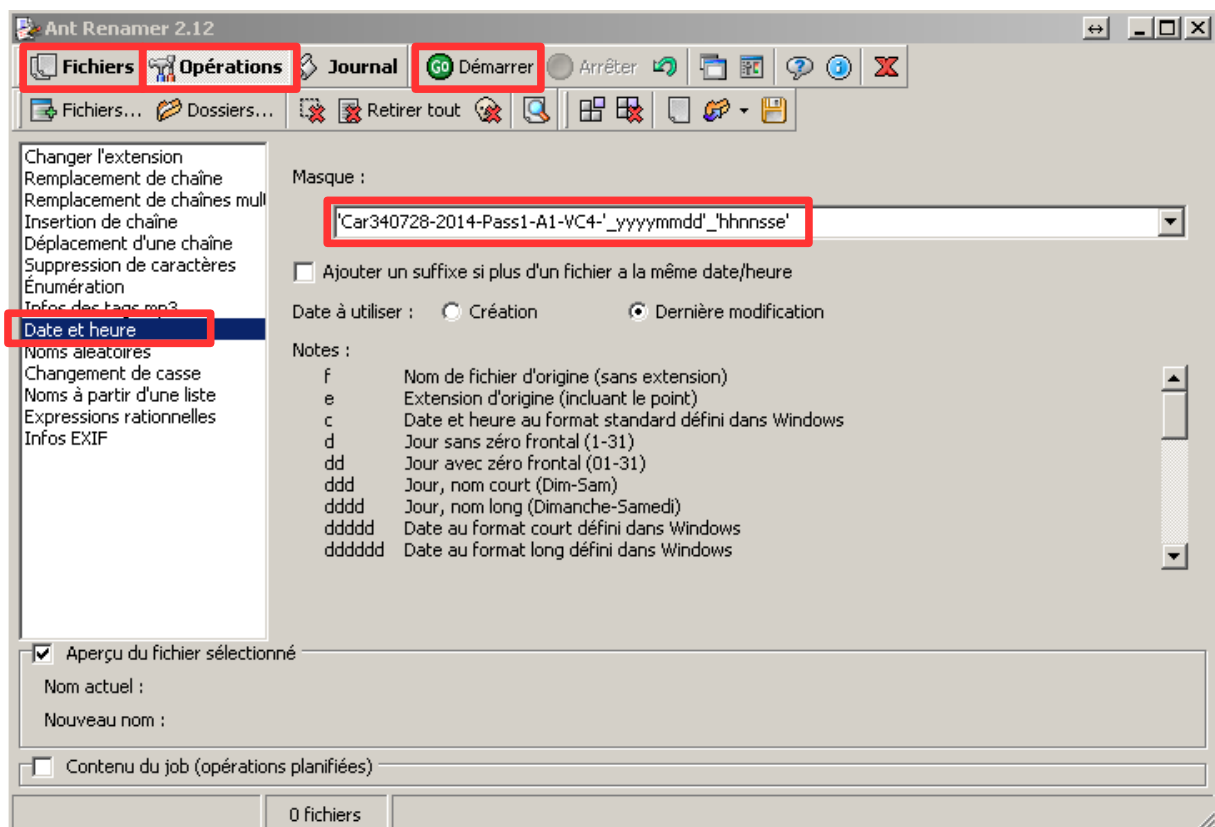 Ant Renamer 2.12
Fichiers Opérations Journal GO Démarrer Arrêter
Fichiers... Dossiers... Retirer tout
Changer l'extension
Remplacement de chaîne
Remplacement de chaînes mul
Insertion de chaîne
Déplacement d'une chaîne
Suppression de caractères
Énumération
Infos des tags mp3
Date et heure
Noms aléatoires
Changement de casse
Noms à partir d'une liste
Expressions rationnelles
Infos EXIF
Masque :
'Car340728-2014-Pass1-A1-VC4-'_yyyymmdd'_'hhnnsse'
Ajouter un suffixe si plus d'un fichier a la même date/heure
Date à utiliser : Création Dernière modification
Notes :
f Nom de fichier d'origine (sans extension)
e Extension d'origine (incluant le point)
c Date et heure au format standard défini dans Windows
d Jour sans zéro frontal (1-31)
dd Jour avec zéro frontal (01-31)
ddd Jour, nom court (Dim-Sam)
dddd Jour, nom long (Dimanche-Samedi)
ddddd Date au format court défini dans Windows
dddddd Date au format long défini dans Windows
Aperçu du fichier sélectionné
Nom actuel :
Nouveau nom :
Contenu du job (opérations planifiées)
0 fichiers